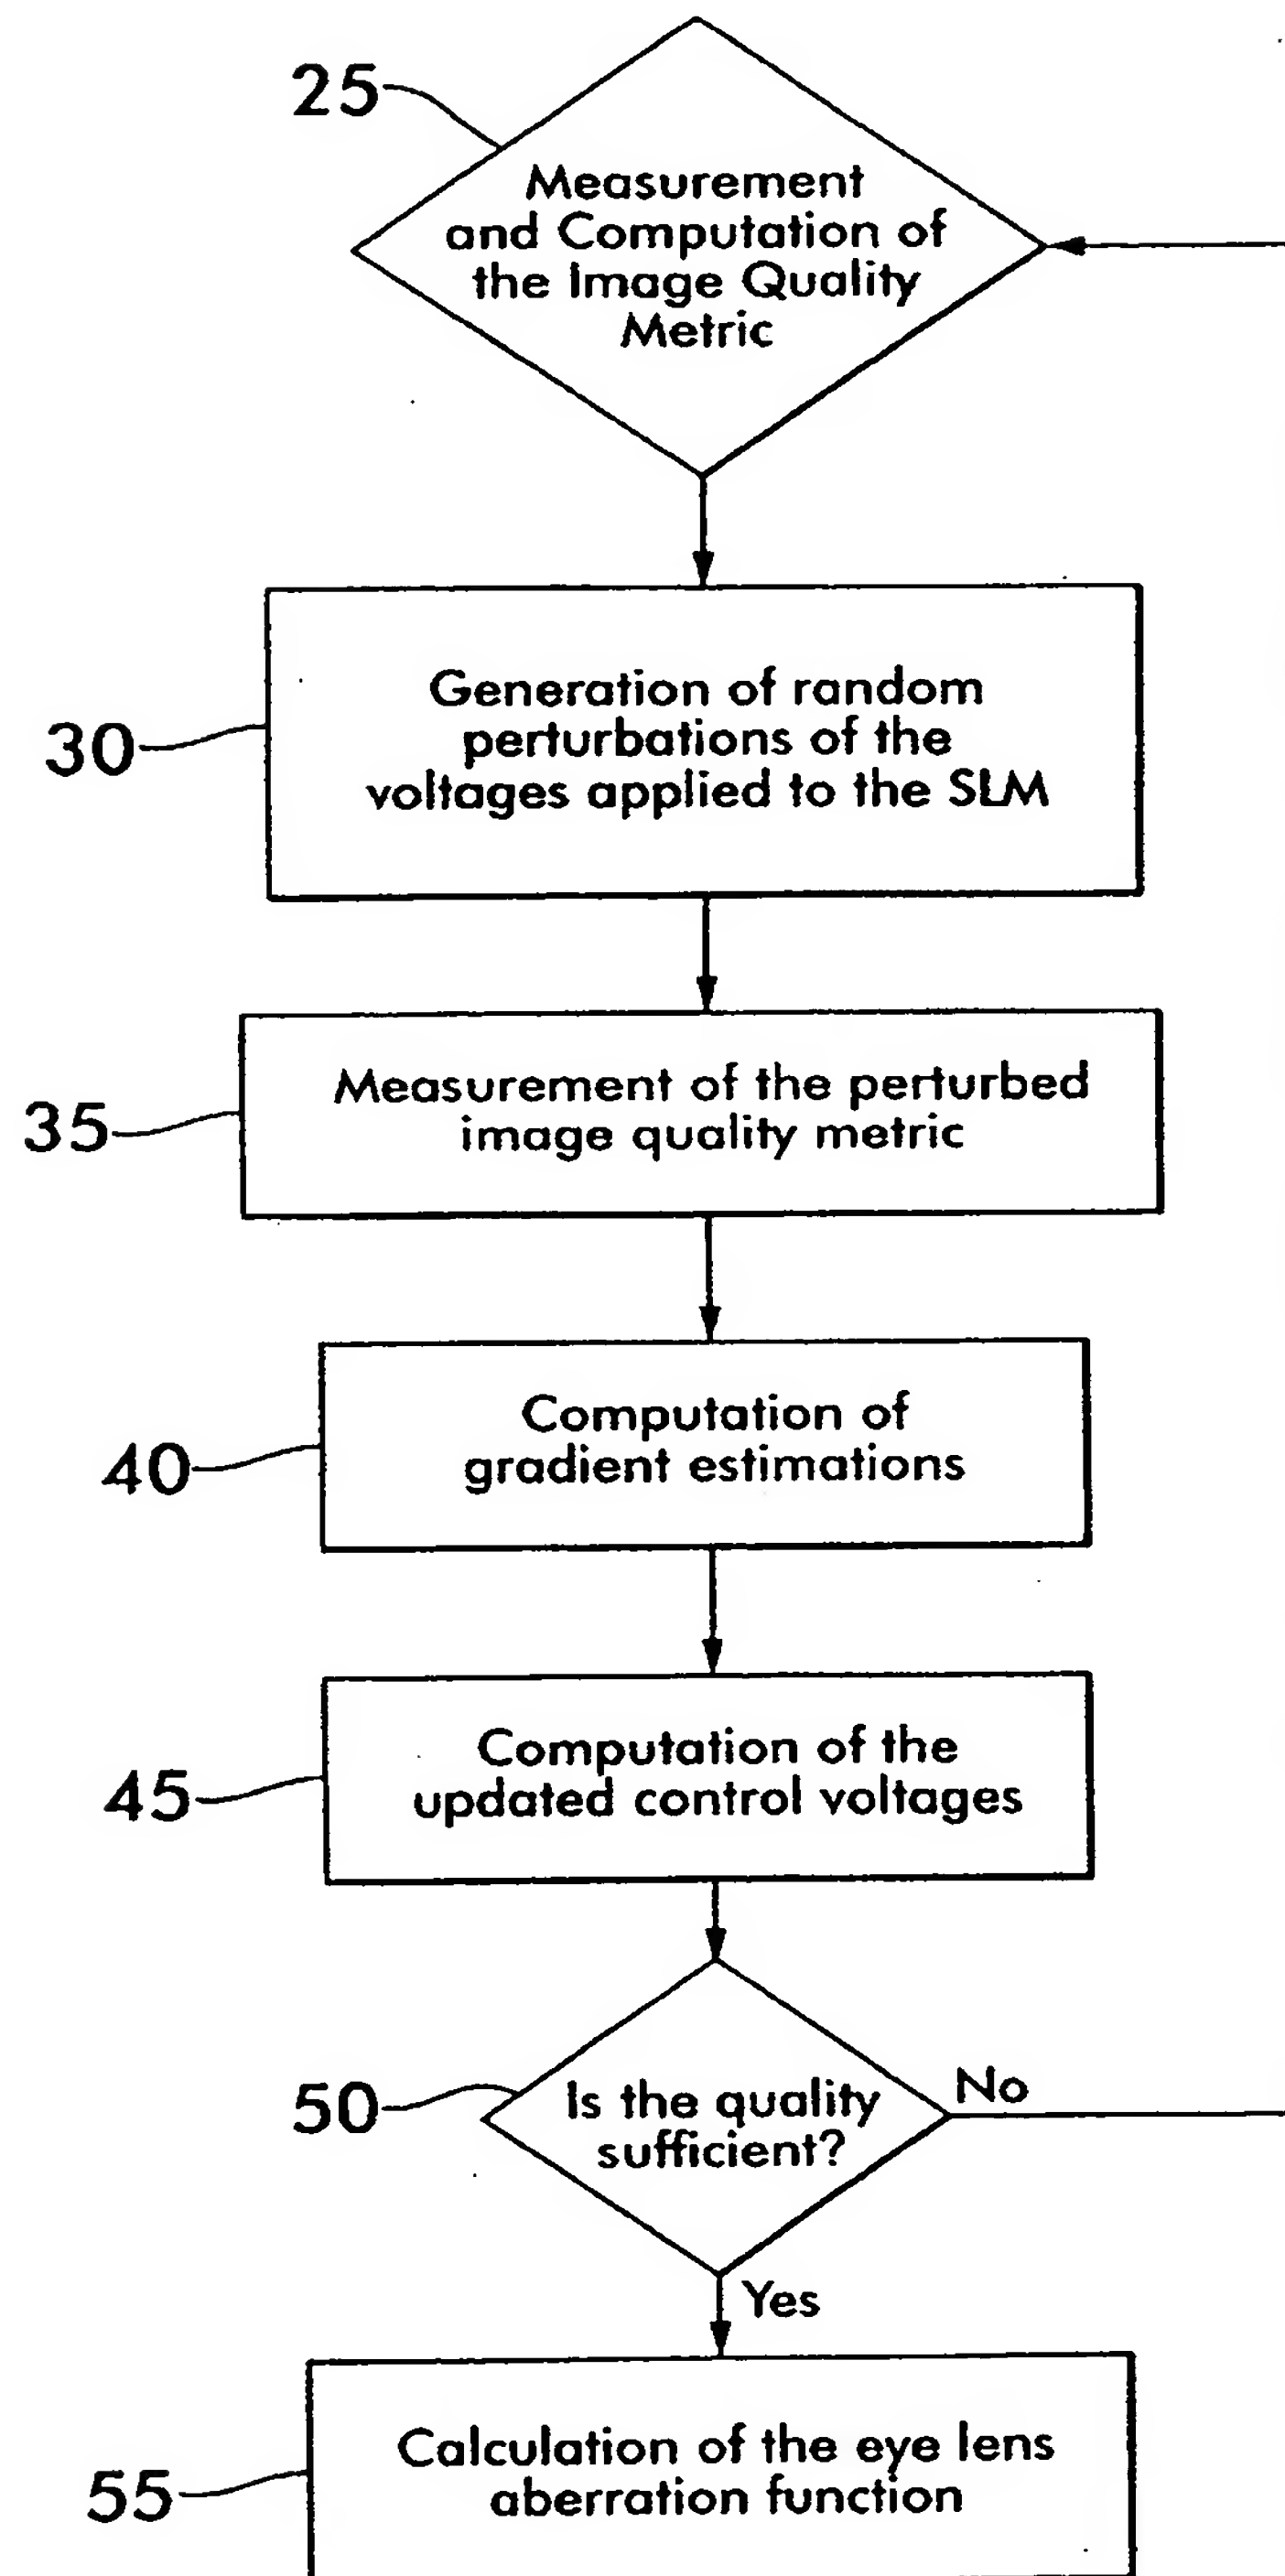 25
Measurement
and Computation of
the Image Quality
Metric
30
Generation of random
perturbations of the
voltages applied to the SLM
35
Measurement of the perturbed
image quality metric
40
Computation of
gradient estimations
45
Computation of the
updated control voltages
50
Is the quality
sufficient?
No
Yes
55
Calculation of the eye lens
aberration function